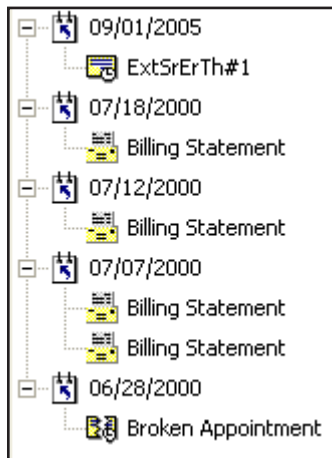 09/01/2005
ExtSrErTh#1
07/18/2000
Billing Statement
07/12/2000
Billing Statement
07/07/2000
Billing Statement
Billing Statement
06/28/2000
Broken Appointment